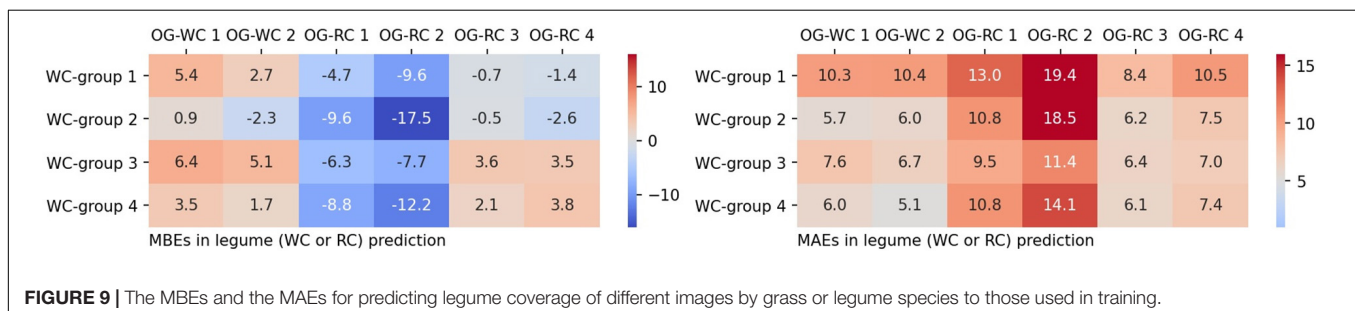 OG-WC 1 OG-WC 2 OG-RC 1 OG-RC 2 OG-RC 3 OG-RC 4
WC-group 1 5.4 2.7 -4.7 -9.6 -0.7 -1.4
WC-group 2 0.9 -2.3 -9.6 -17.5 -0.5 -2.6
WC-group 3 6.4 5.1 -6.3 -7.7 3.6 3.5
WC-group 4 3.5 1.7 -8.8 -12.2 2.1 3.8
MBEs in legume (WC or RC) prediction
10
0
−10
OG-WC 1 OG-WC 2 OG-RC 1 OG-RC 2 OG-RC 3 OG-RC 4
WC-group 1 10.3 10.4 13.0 19.4 8.4 10.5
WC-group 2 5.7 6.0 10.8 18.5 6.2 7.5
WC-group 3 7.6 6.7 9.5 11.4 6.4 7.0
WC-group 4 6.0 5.1 10.8 14.1 6.1 7.4
MAEs in legume (WC or RC) prediction
15
10
5
FIGURE 9 | The MBEs and the MAEs for predicting legume coverage of different images by grass or legume species to those used in training.